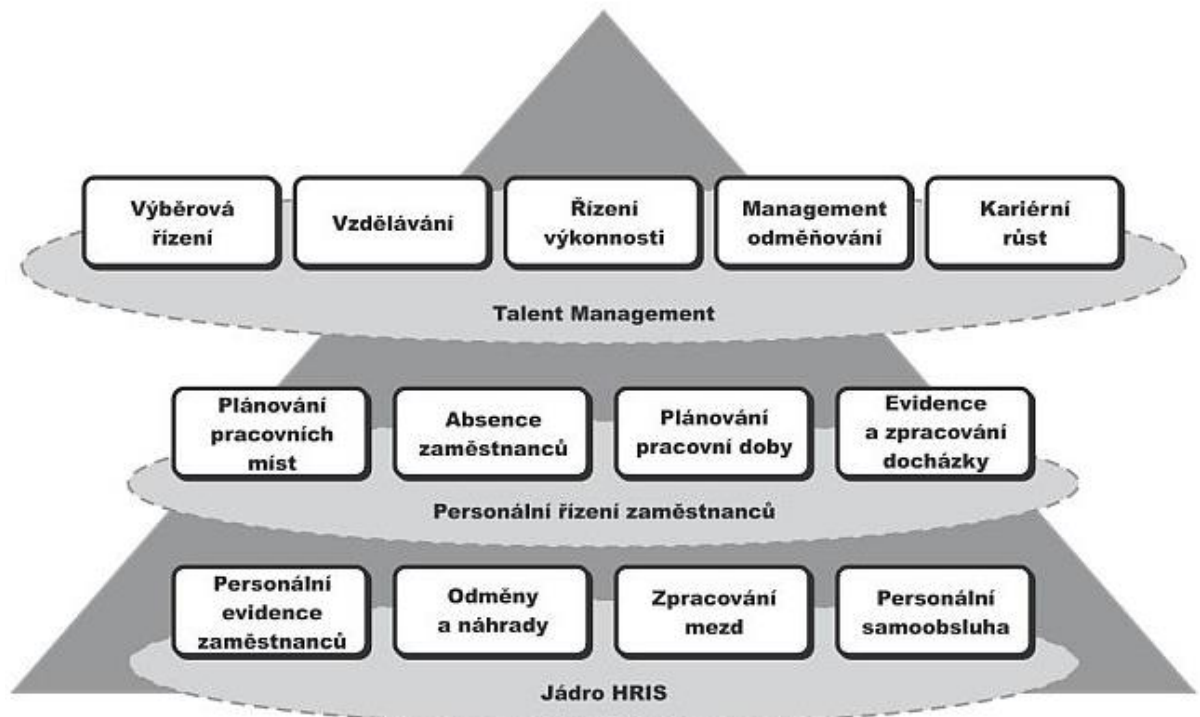 Výběrová
řízení
Vzdělávání
Řízení
výkonnosti
Management
odměňování
Kariérní
růst
Talent Management
Plánování
pracovních
míst
Absence
zaměstnanců
Plánování
pracovní doby
Evidence
a zpracování
docházky
Personální řízení zaměstnanců
Personální
evidence
zaměstnanců
Odměny
a náhrady
Zpracování
mezd
Personální
samoobsluha
Jádro HRIS